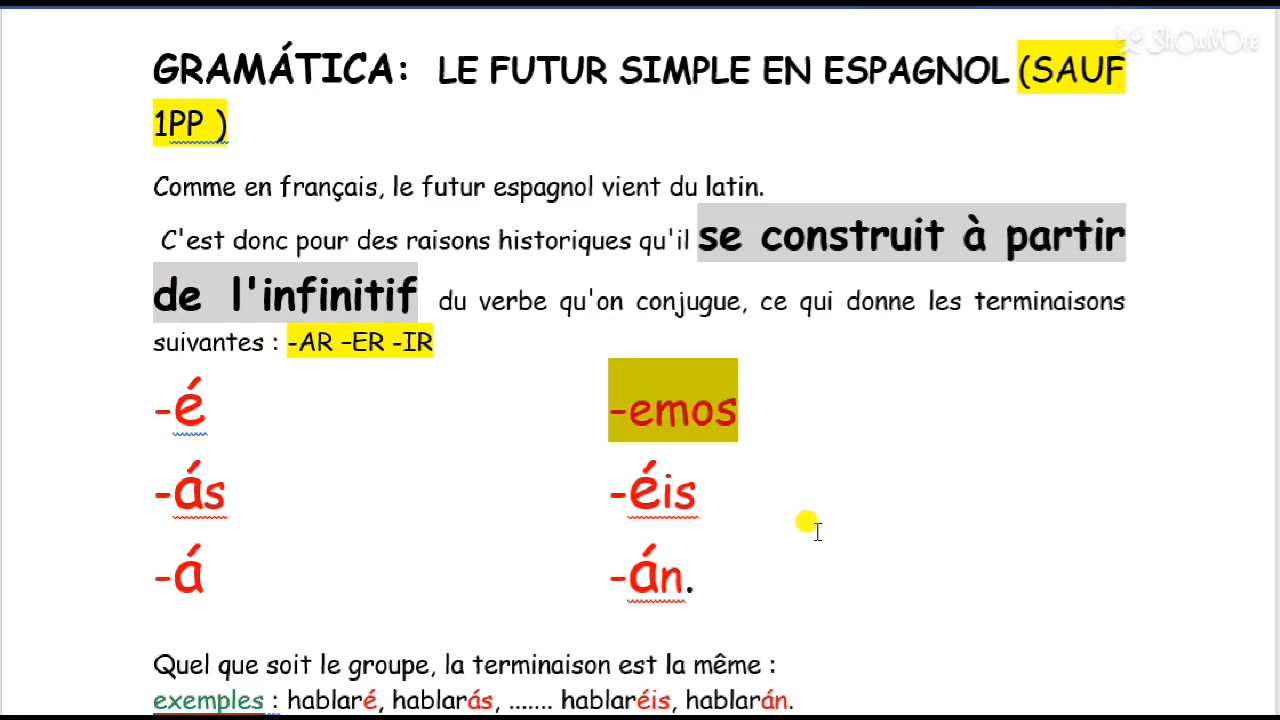 ShowMore
GRAMÁTICA: LE FUTUR SIMPLE EN ESPAGNOL (SAUF
1PP )
Comme en français, le futur espagnol vient du latin.
C'est donc pour des raisons historiques qu'il se construit à partir
de l'infinitif du verbe qu'on conjugue, ce qui donne les terminaisons
suivantes : -AR –ER -IR
-é -emos
-ás -éis
-á -án.
Quel que soit le groupe, la terminaison est la même :
exemples : hablaré, hablarás, ....... hablaréis, hablarán.